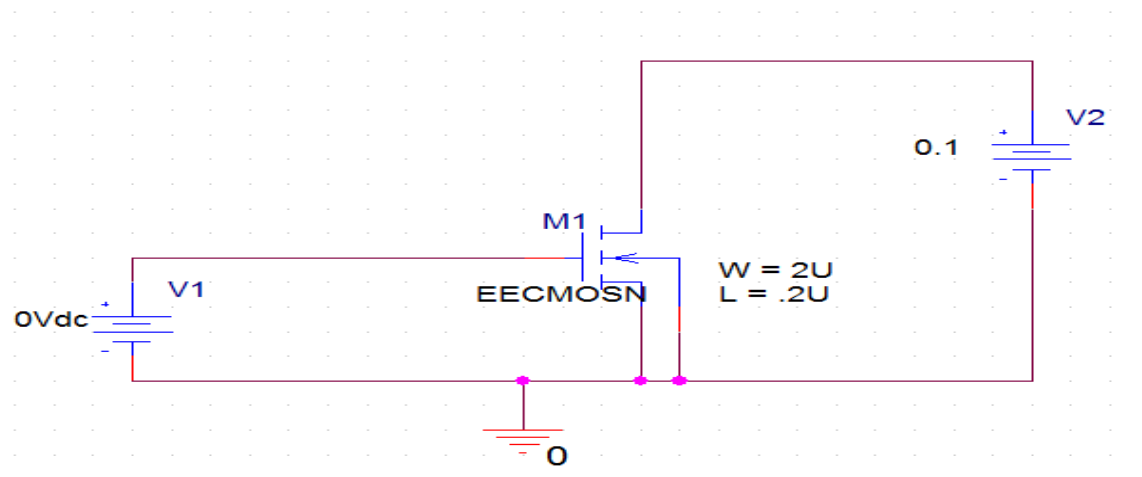 V2
0.1
M1
W = 2U
V1
EECMOSN
L = .2U
0Vdc
0